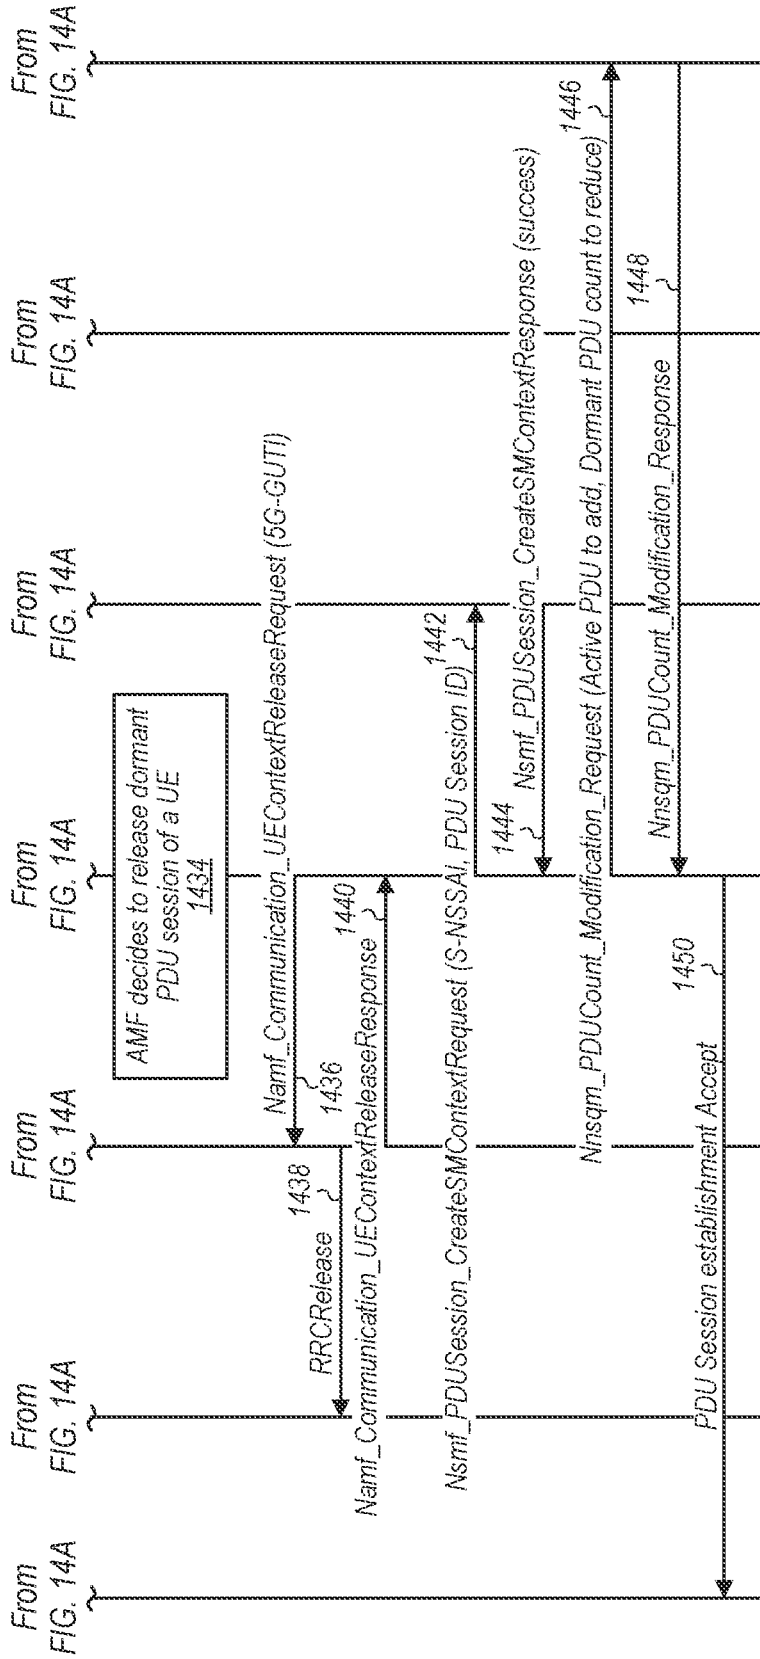 From
FIG. 14A
From
FIG. 14A
From
FIG. 14A
From
FIG. 14A
From
FIG. 14A
From
FIG. 14A
From
FIG. 14A
AMF decides to release dormant
PDU session of a UE
1434
Namf_Communication_UEContextReleaseRequest (5G-GUTI)
1436
RRCRelease
1438
Namf_Communication_UEContextReleaseResponse
1440
Nsmf_PDUSession_CreateSMContextRequest (S-NSSAI, PDU Session ID)
1442
Nsmf_PDUSession_CreateSMContextResponse (success)
1444
Nnsqm_PDUCount_Modification_Request (Active PDU to add, Dormant PDU count to reduce)
1446
Nnsqm_PDUCount_Modification_Response
1448
PDU Session establishment Accept
1450